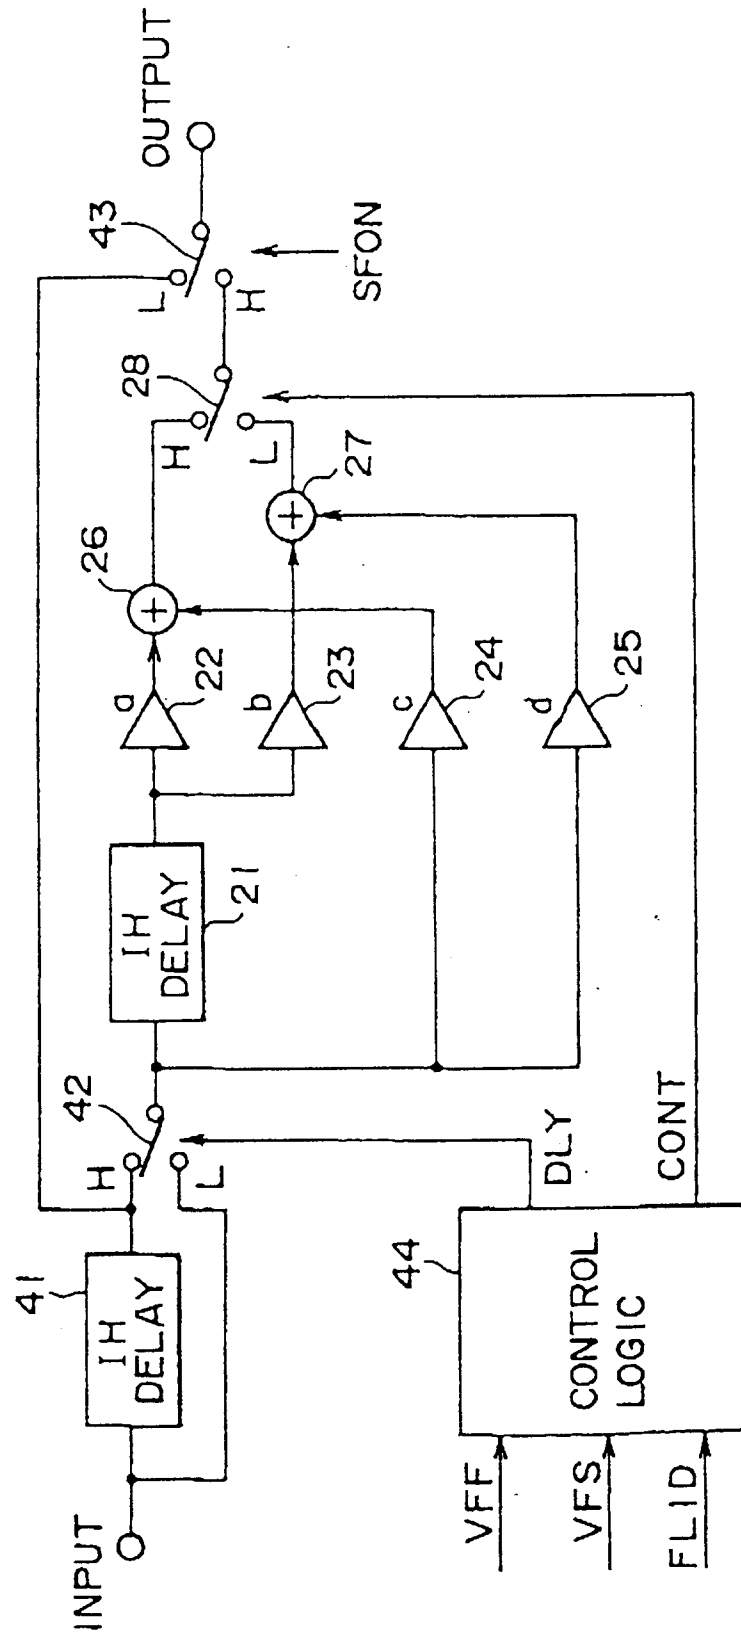 INPUT
41
1H
DELAY
H
L
42
1H
DELAY
21
a
22
b
23
c
24
d
25
26
27
H
L
28
L
H
43
OUTPUT
SFON
DLY
CONT
44
CONTROL
LOGIC
VFF
VFS
FLID